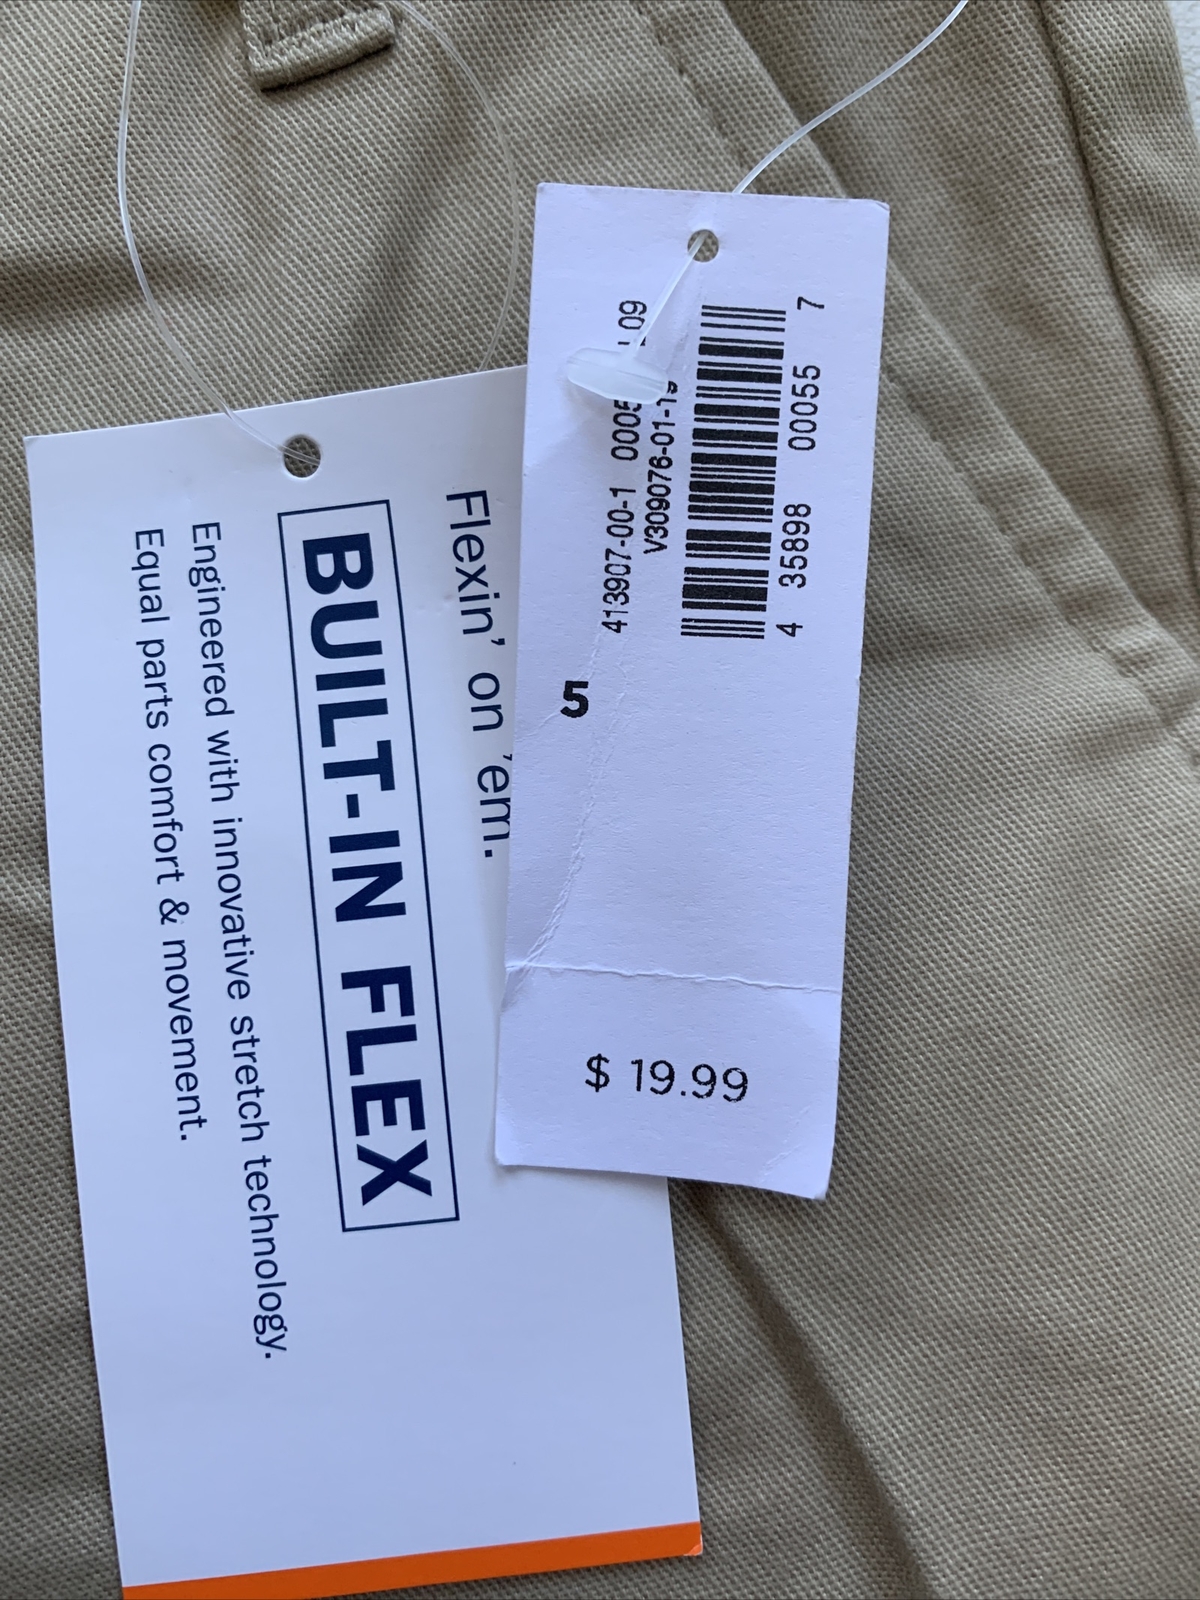 Flexin' on 'em.
BUILT-IN FLEX
Engineered with innovative stretch technology.
Equal parts comfort & movement.
413907-00-1
V309076-01-
4 35898 00055 7
5
$ 19.99